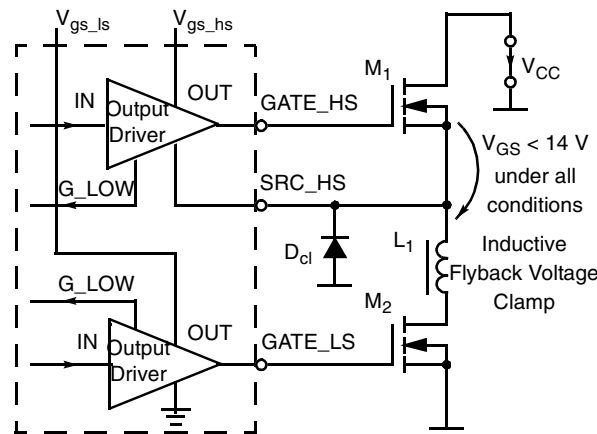 Vgs_ls
Vgs_hs
IN
Output
Driver
OUT
GATE_HS
M1
VCC
VGS < 14 V
under all
conditions
G_LOW
SRC_HS
Dcl
L1
Inductive
Flyback Voltage
Clamp
G_LOW
IN
Output
Driver
OUT
GATE_LS
M2